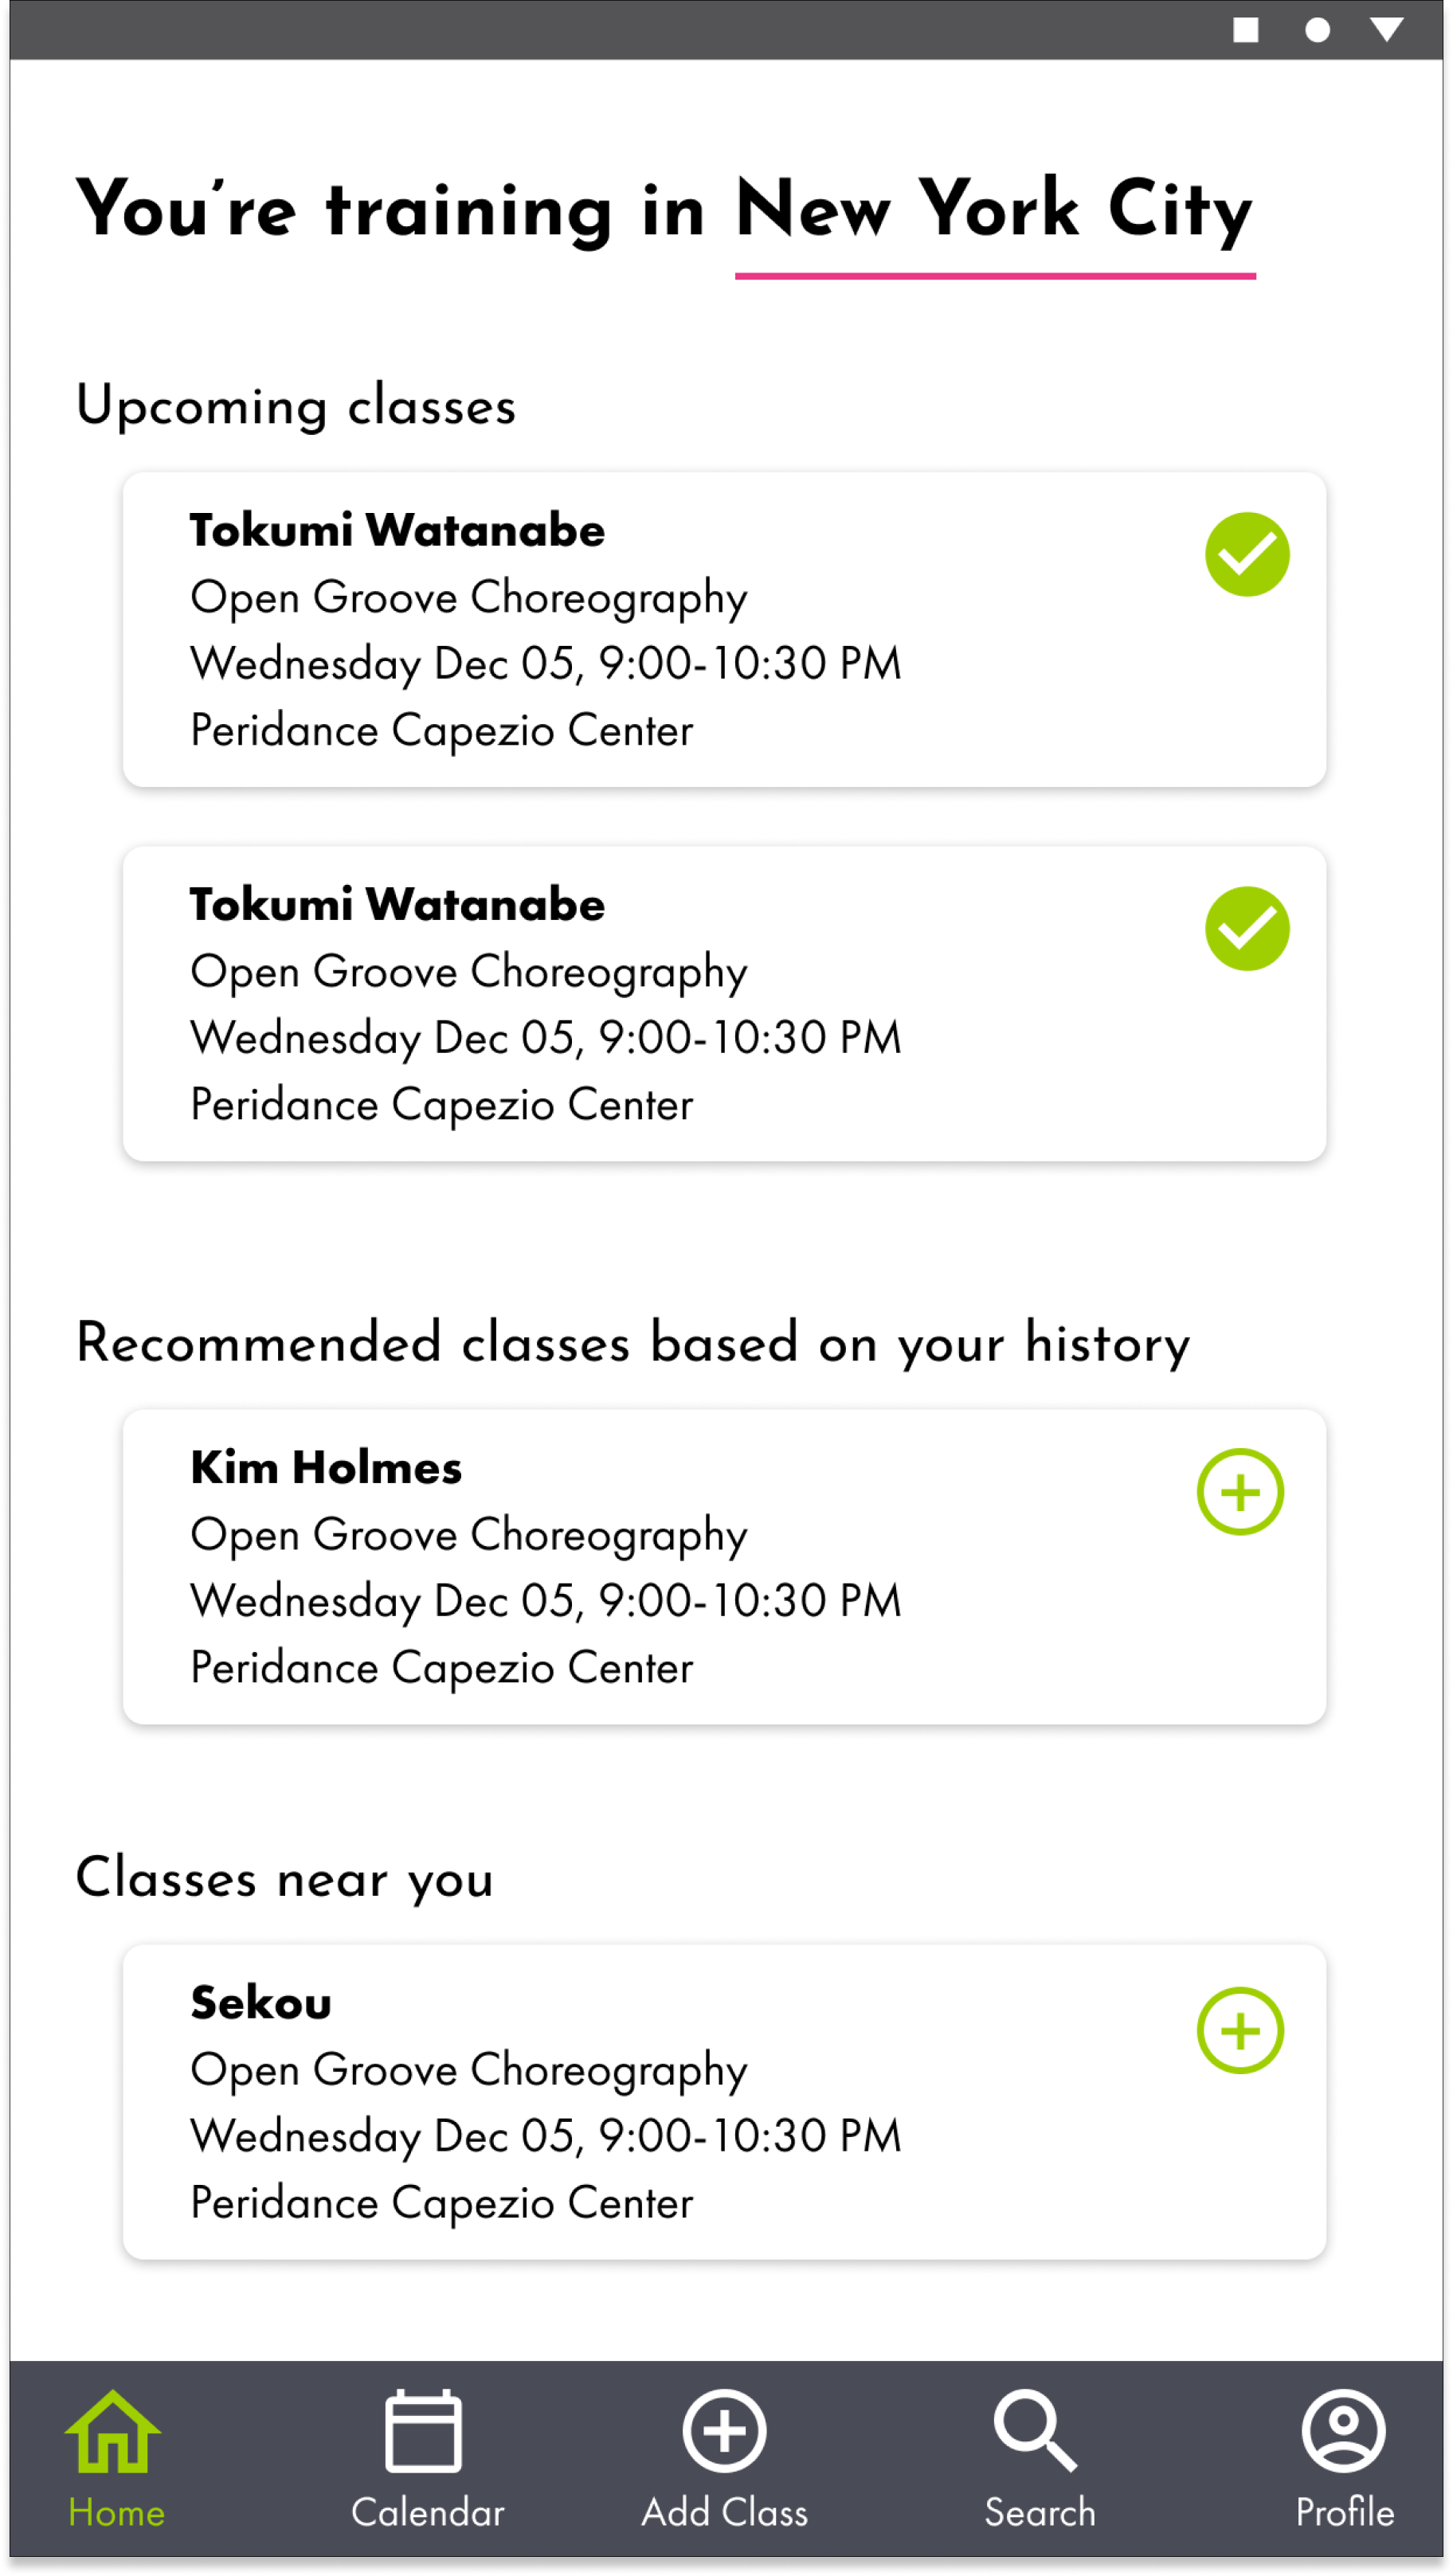 You’re training in New York City
Upcoming classes
Tokumi Watanabe
Open Groove Choreography
Wednesday Dec 05, 9:00-10:30 PM
Peridance Capezio Center
Tokumi Watanabe
Open Groove Choreography
Wednesday Dec 05, 9:00-10:30 PM
Peridance Capezio Center
Recommended classes based on your history
Kim Holmes
Open Groove Choreography
Wednesday Dec 05, 9:00-10:30 PM
Peridance Capezio Center
Classes near you
Sekou
Open Groove Choreography
Wednesday Dec 05, 9:00-10:30 PM
Peridance Capezio Center
Home Calendar Add Class Search Profile